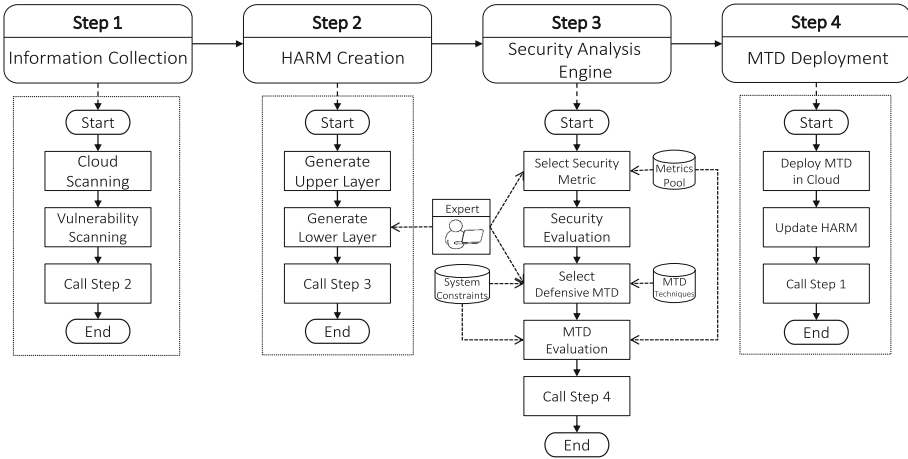 Step 1
Information Collection
Start
Cloud
Scanning
Vulnerability
Scanning
Call Step 2
End
Step 2
HARM Creation
Start
Generate
Upper Layer
Generate
Lower Layer
Call Step 3
End
Expert
System
Constraints
Step 3
Security Analysis
Engine
Start
Select Security
Metric
Security
Evaluation
Select
Defensive MTD
MTD
Evaluation
Call Step 4
End
Metrics
Pool
MTD
Techniques
Step 4
MTD Deployment
Start
Deploy MTD
in Cloud
Update HARM
Call Step 1
End